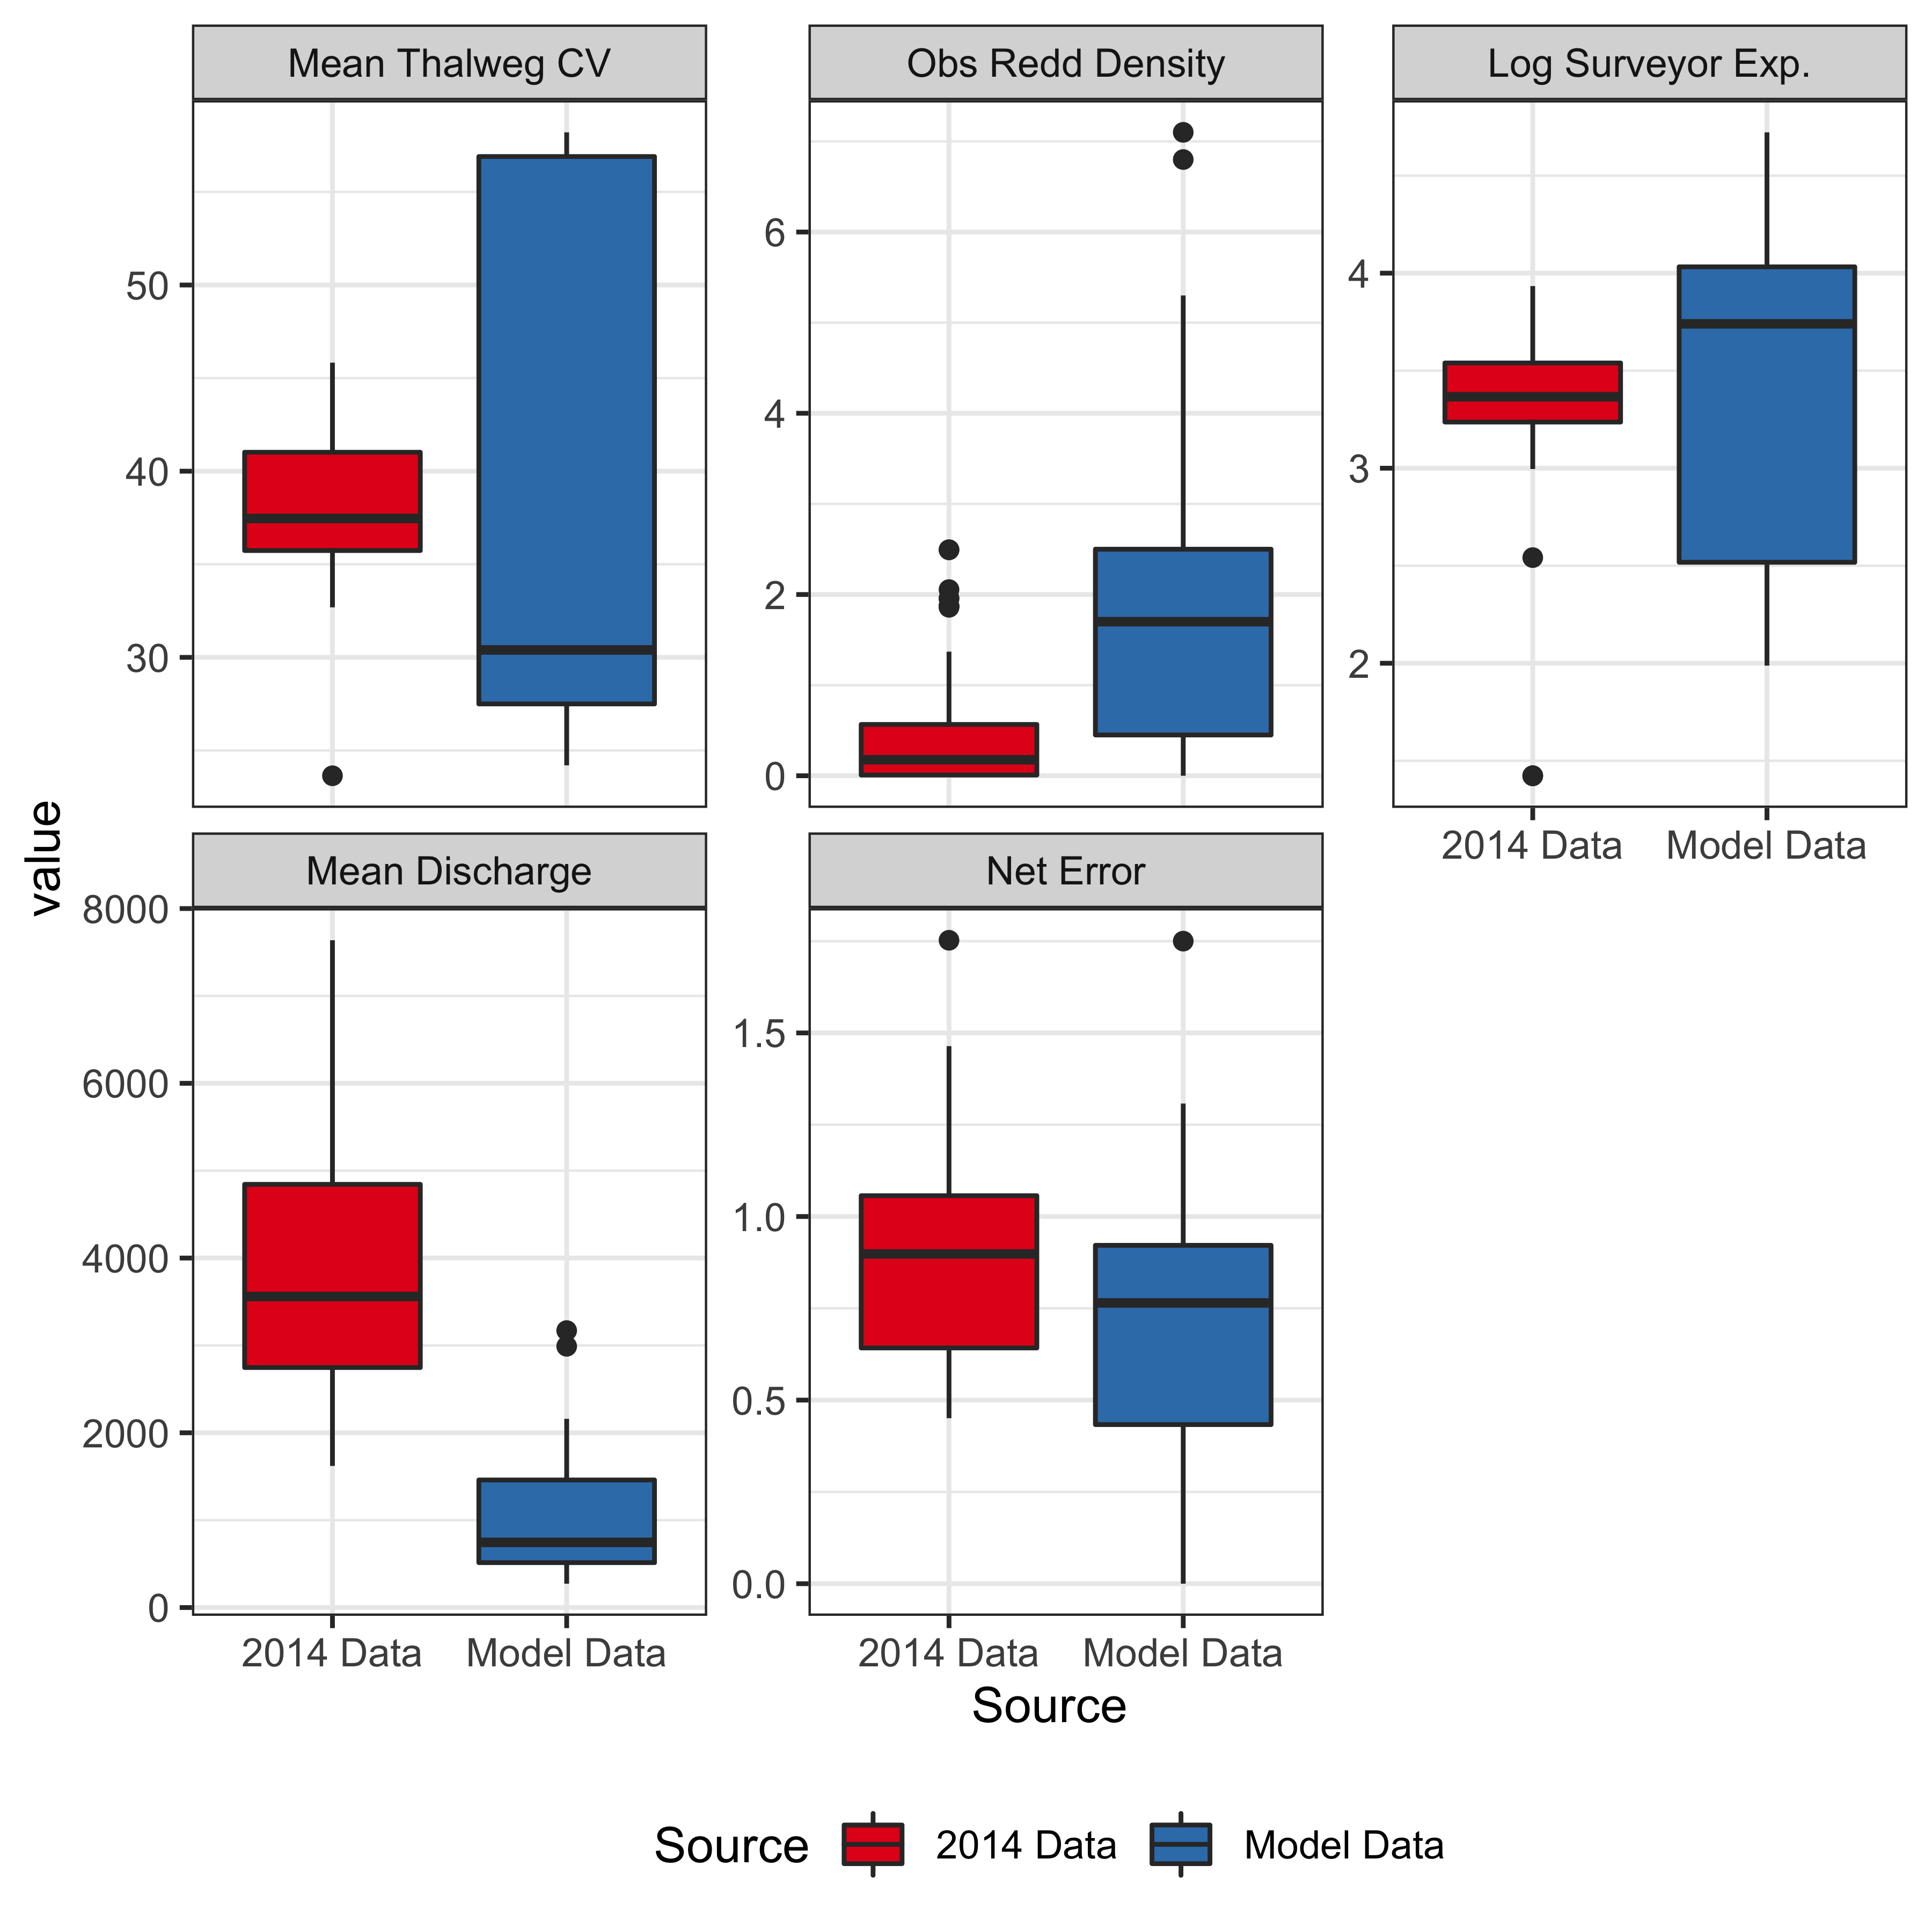 Mean Thalweg CV
Obs Redd Density
Log Surveyor Exp.
50
40
30
6
4
2
0
4
3
2
2014 Data
Model Data
value
Mean Discharge
Net Error
8000
6000
4000
2000
0
1.5
1.0
0.5
0.0
2014 Data
Model Data
2014 Data
Model Data
Source
Source
2014 Data
Model Data